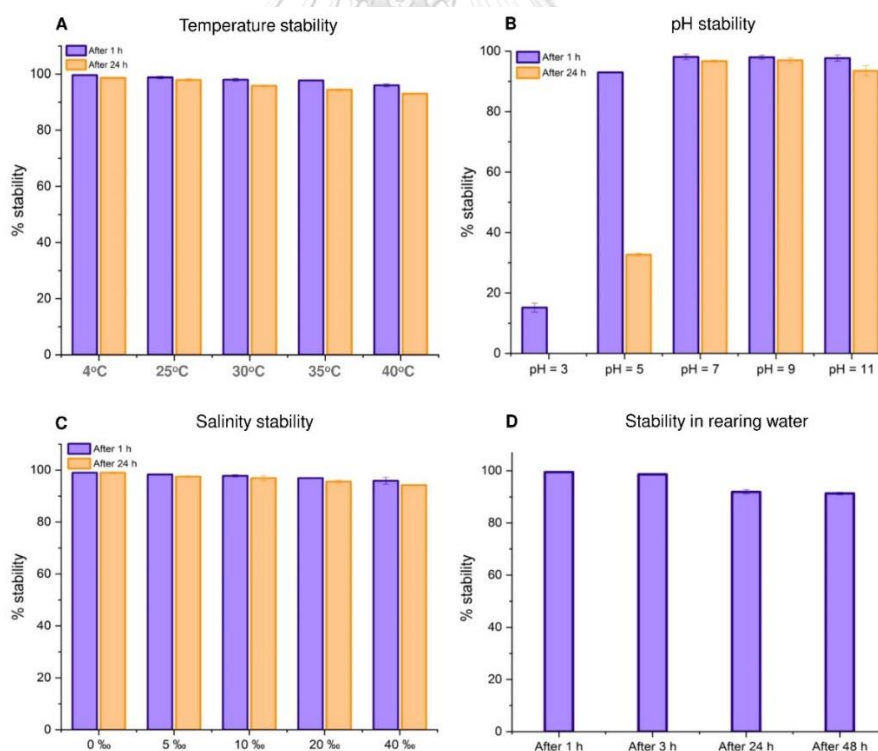 A
Temperature stability
After 1 h
After 24 h
% stability
100
80
60
40
20
0
4°C 25°C 30°C 35°C 40°C
B
pH stability
After 1 h
After 24 h
% stability
100
80
60
40
20
0
pH = 3 pH = 5 pH = 7 pH = 9 pH = 11
C
Salinity stability
After 1 h
After 24 h
% stability
100
80
60
40
20
0
0 ‰ 5 ‰ 10 ‰ 20 ‰ 40 ‰
D
Stability in rearing water
% stability
100
80
60
40
20
0
After 1 h After 3 h After 24 h After 48 h